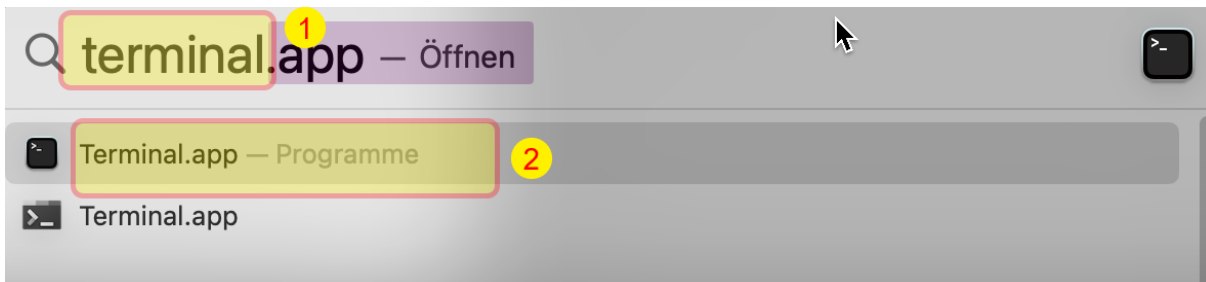 terminal.app — Öffnen
1
Terminal.app — Programme
2
Terminal.app